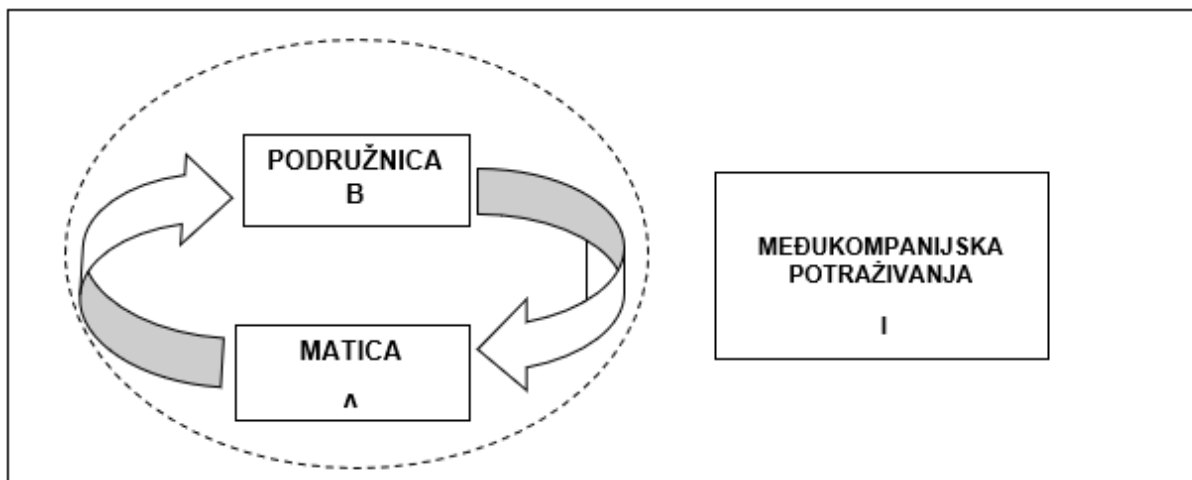 PODRUŽNICA
B
MEĐUKOMPANIJSKA
POTRAŽIVANJA
I
MATICA
A